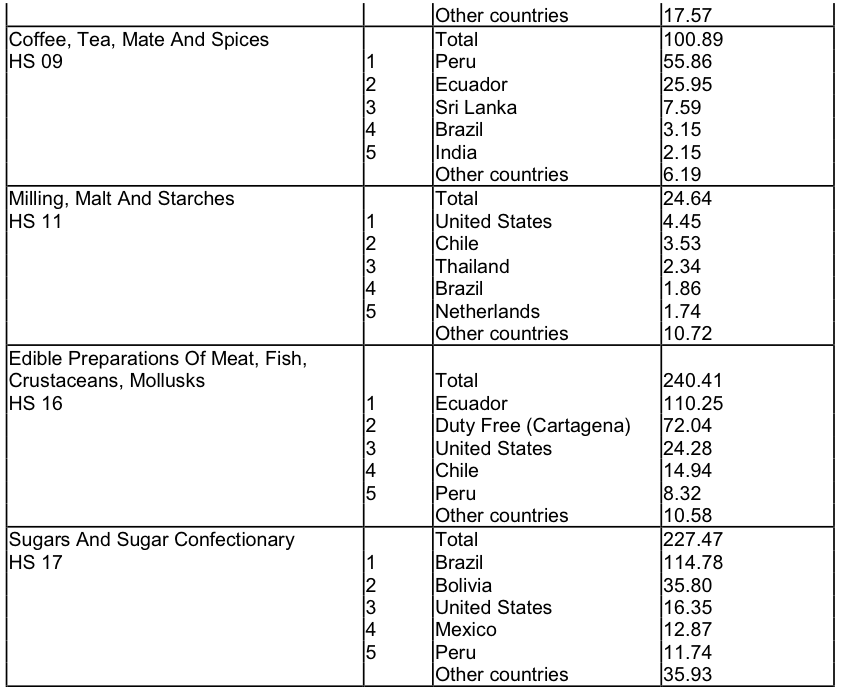 Other countries 17.57
Coffee, Tea, Mate And Spices Total 100.89
HS 09 1 Peru 55.86
2 Ecuador 25.95
3 Sri Lanka 7.59
4 Brazil 3.15
5 India 2.15
Other countries 6.19
Milling, Malt And Starches Total 24.64
HS 11 1 United States 4.45
2 Chile 3.53
3 Thailand 2.34
4 Brazil 1.86
5 Netherlands 1.74
Other countries 10.72
Edible Preparations Of Meat, Fish,
Crustaceans, Mollusks Total 240.41
HS 16 1 Ecuador 110.25
2 Duty Free (Cartagena) 72.04
3 United States 24.28
4 Chile 14.94
5 Peru 8.32
Other countries 10.58
Sugars And Sugar Confectionary Total 227.47
HS 17 1 Brazil 114.78
2 Bolivia 35.80
3 United States 16.35
4 Mexico 12.87
5 Peru 11.74
Other countries 35.93